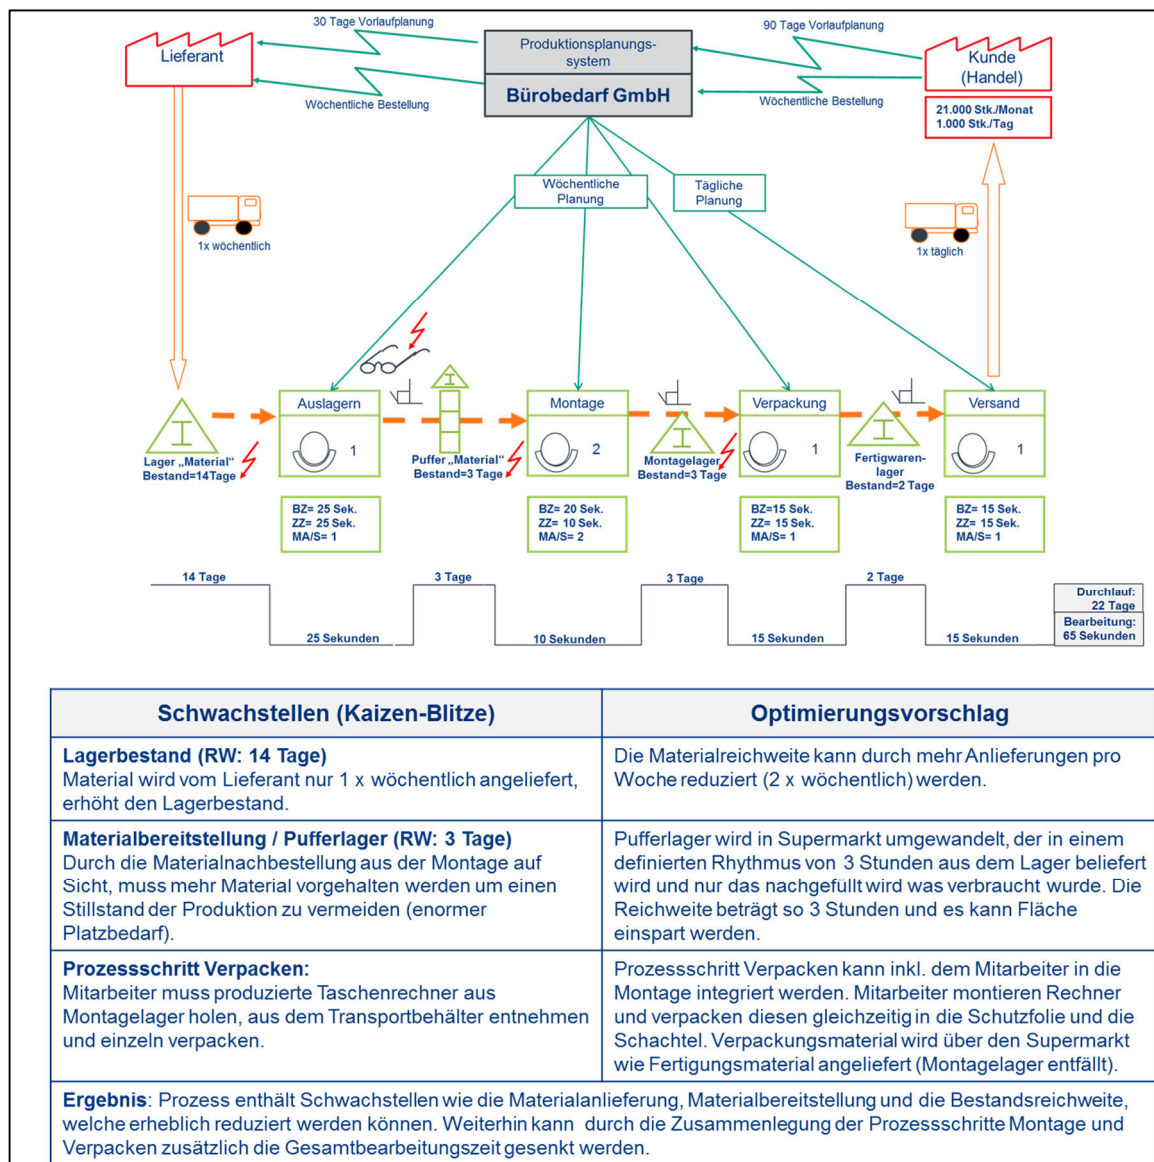 30 Tage Vorlaufplanung
90 Tage Vorlaufplanung
Lieferant
Produktionsplanungs-
system
Bürobedarf GmbH
Kunde
(Handel)
Wöchentliche Bestellung
Wöchentliche Bestellung
21.000 Stk./Monat
1.000 Stk./Tag
Wöchentliche
Planung
Tägliche
Planung
1x wöchentlich
1x täglich
Auslagern
1
Montage
2
Verpackung
1
Versand
1
Lager „Material“
Bestand=14Tage
Puffer „Material“
Bestand=3 Tage
Montagelager
Bestand=3 Tage
Fertigwaren-
lager
Bestand=2 Tage
BZ= 25 Sek.
ZZ= 25 Sek.
MA/S= 1
BZ= 20 Sek.
ZZ= 10 Sek.
MA/S= 2
BZ=15 Sek.
ZZ= 15 Sek.
MA/S= 1
BZ= 15 Sek.
ZZ= 15 Sek.
MA/S= 1
14 Tage
3 Tage
3 Tage
2 Tage
25 Sekunden
10 Sekunden
15 Sekunden
15 Sekunden
Durchlauf:
22 Tage
Bearbeitung:
65 Sekunden
Schwachstellen (Kaizen-Blitze)
Optimierungsvorschlag
Lagerbestand (RW: 14 Tage)
Material wird vom Lieferant nur 1 x wöchentlich angeliefert,
erhöht den Lagerbestand.
Die Materialreichweite kann durch mehr Anlieferungen pro
Woche reduziert (2 x wöchentlich) werden.
Materialbereitstellung / Pufferlager (RW: 3 Tage)
Durch die Materialnachbestellung aus der Montage auf
Sicht, muss mehr Material vorgehalten werden um einen
Stillstand der Produktion zu vermeiden (enormer
Platzbedarf).
Pufferlager wird in Supermarkt umgewandelt, der in einem
definierten Rhythmus von 3 Stunden aus dem Lager beliefert
wird und nur das nachgefüllt wird was verbraucht wurde. Die
Reichweite beträgt so 3 Stunden und es kann Fläche
einspart werden.
Prozessschritt Verpacken:
Mitarbeiter muss produzierte Taschenrechner aus
Montagelager holen, aus dem Transportbehälter entnehmen
und einzeln verpacken.
Prozessschritt Verpacken kann inkl. dem Mitarbeiter in die
Montage integriert werden. Mitarbeiter montieren Rechner
und verpacken diesen gleichzeitig in die Schutzfolie und die
Schachtel. Verpackungsmaterial wird über den Supermarkt
wie Fertigungsmaterial angeliefert (Montagelager entfällt).
Ergebnis: Prozess enthält Schwachstellen wie die Materialanlieferung, Materialbereitstellung und die Bestandsreichweite,
welche erheblich reduziert werden können. Weiterhin kann durch die Zusammenlegung der Prozessschritte Montage und
Verpacken zusätzlich die Gesamtbearbeitungszeit gesenkt werden.